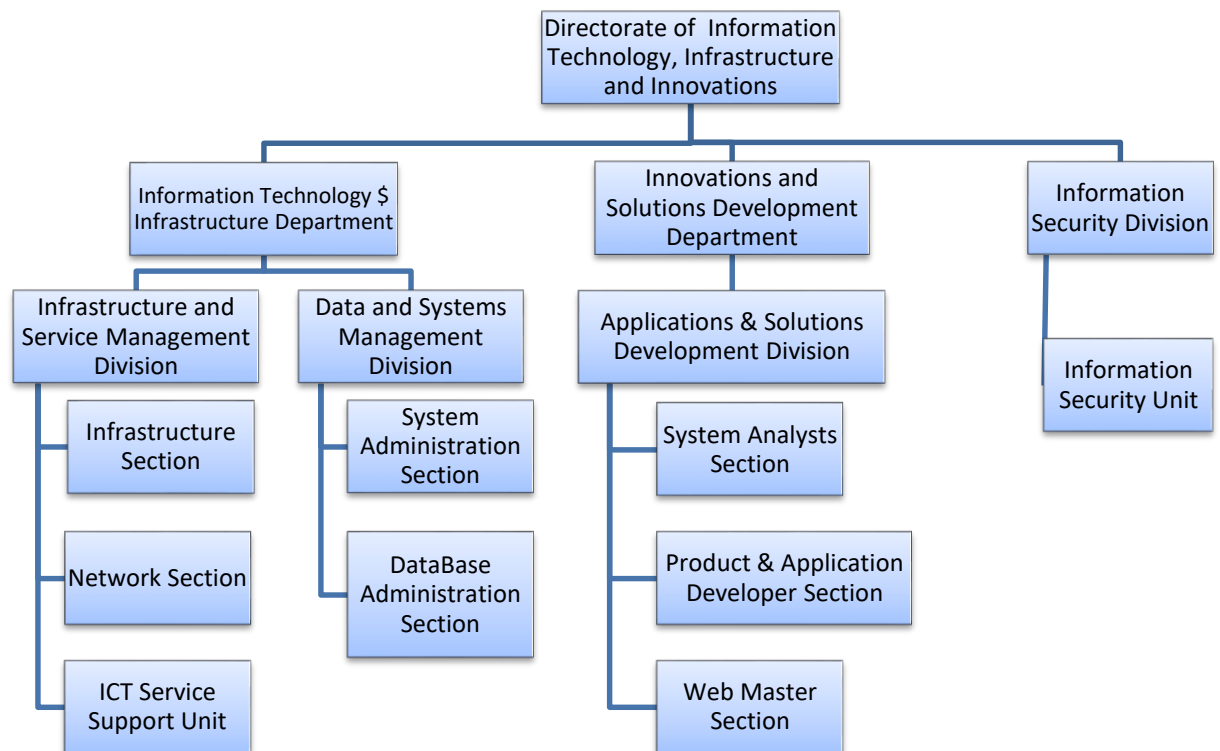 Directorate of Information
Technology, Infrastructure
and Innovations
Information Technology $
Infrastructure Department
Innovations and
Solutions Development
Department
Information
Security Division
Infrastructure and
Service Management
Division
Data and Systems
Management
Division
Applications & Solutions
Development Division
Information
Security Unit
Infrastructure
Section
System
Administration
Section
System Analysts
Section
Network Section
DataBase
Administration
Section
Product & Application
Developer Section
ICT Service
Support Unit
Web Master
Section